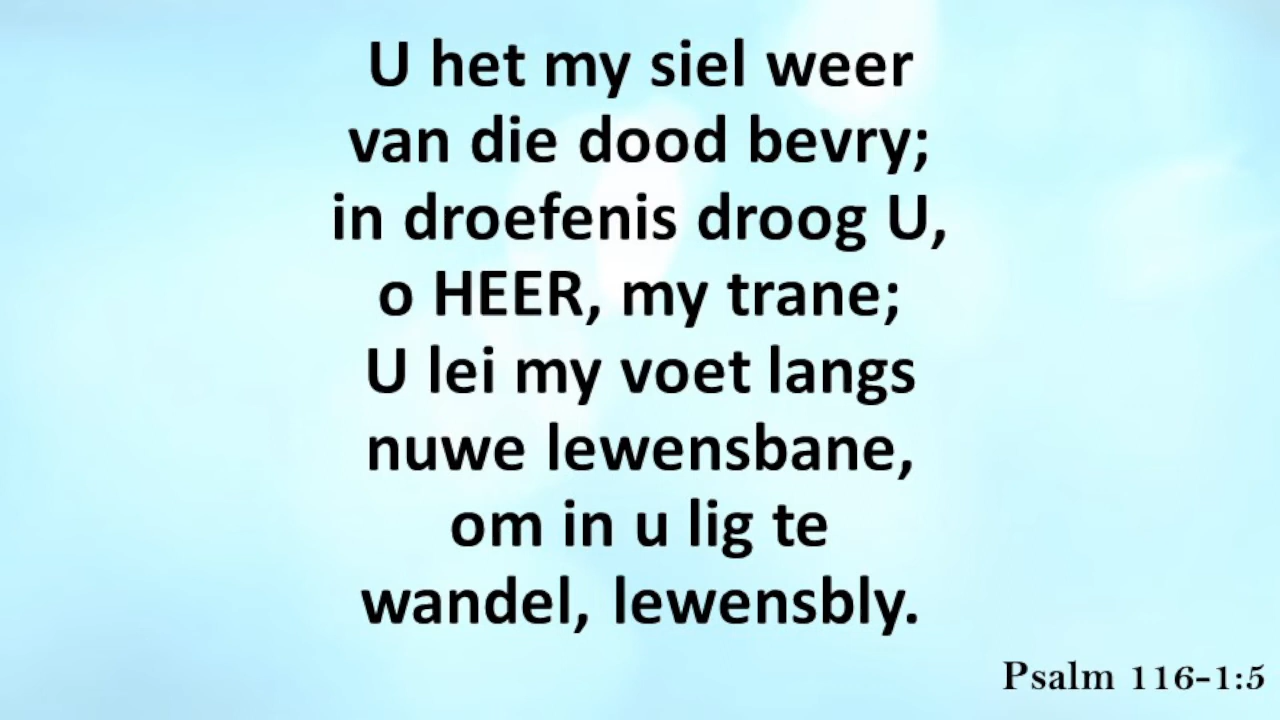 U het my siel weer
van die dood bevry;
in droefenis droog U,
o HEER, my trane;
U lei my voet langs
nuwe lewensbane,
om in u lig te
wandel, lewensbly.
Psalm 116-1:5